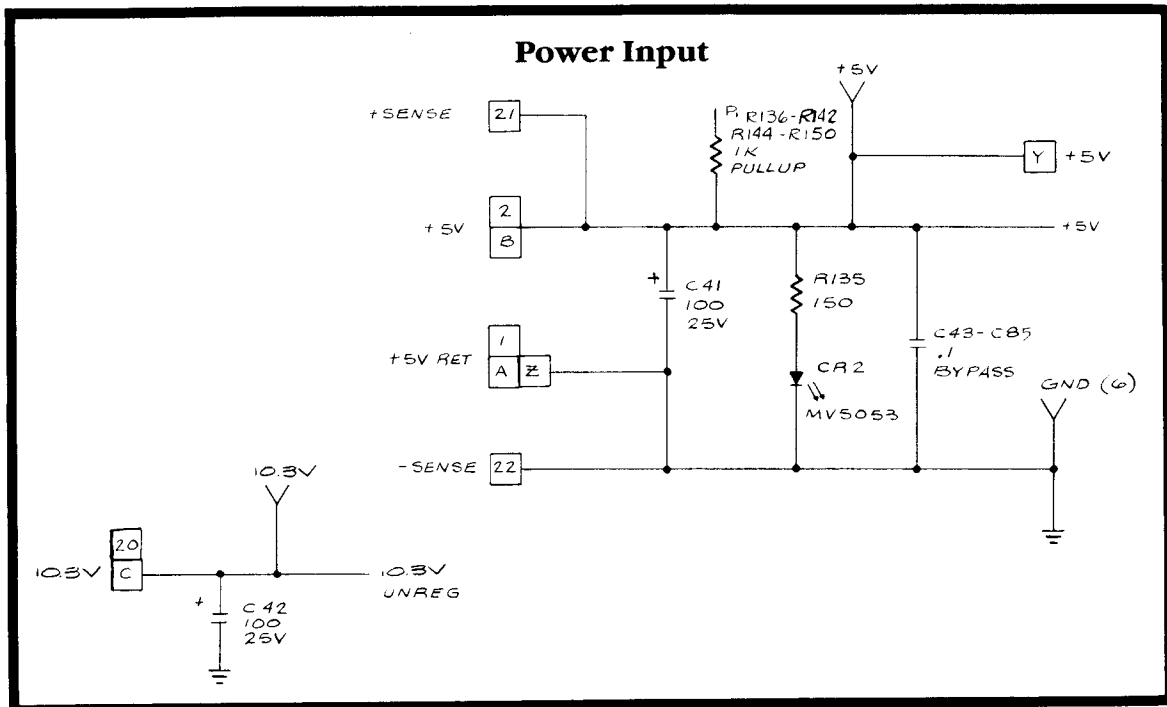 Power Input
+5V
+SENSE 21
P, R136-R142
R144-R150
1K
PULLUP
Y +5V
2
+5V B
+5V
+ C41
100
25V
R135
150
1
+5V RET A Z
C43-C85
.1
BYPASS
CR2
MV5053
GND (6)
-SENSE 22
10.3V
20
10.3V C
10.3V
UNREG
+ C42
100
25V